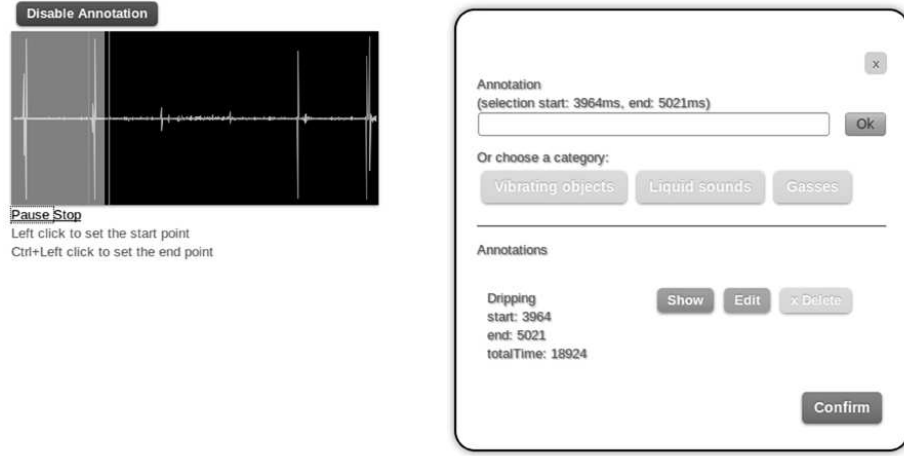 Disable Annotation
Pause Stop
Left click to set the start point
Ctrl+Left click to set the end point
x
Annotation
(selection start: 3964ms, end: 5021ms)
Ok
Or choose a category:
Vibrating objects Liquid sounds Gasses
Annotations
Dripping Show Edit x Delete
start: 3964
end: 5021
totalTime: 18924
Confirm